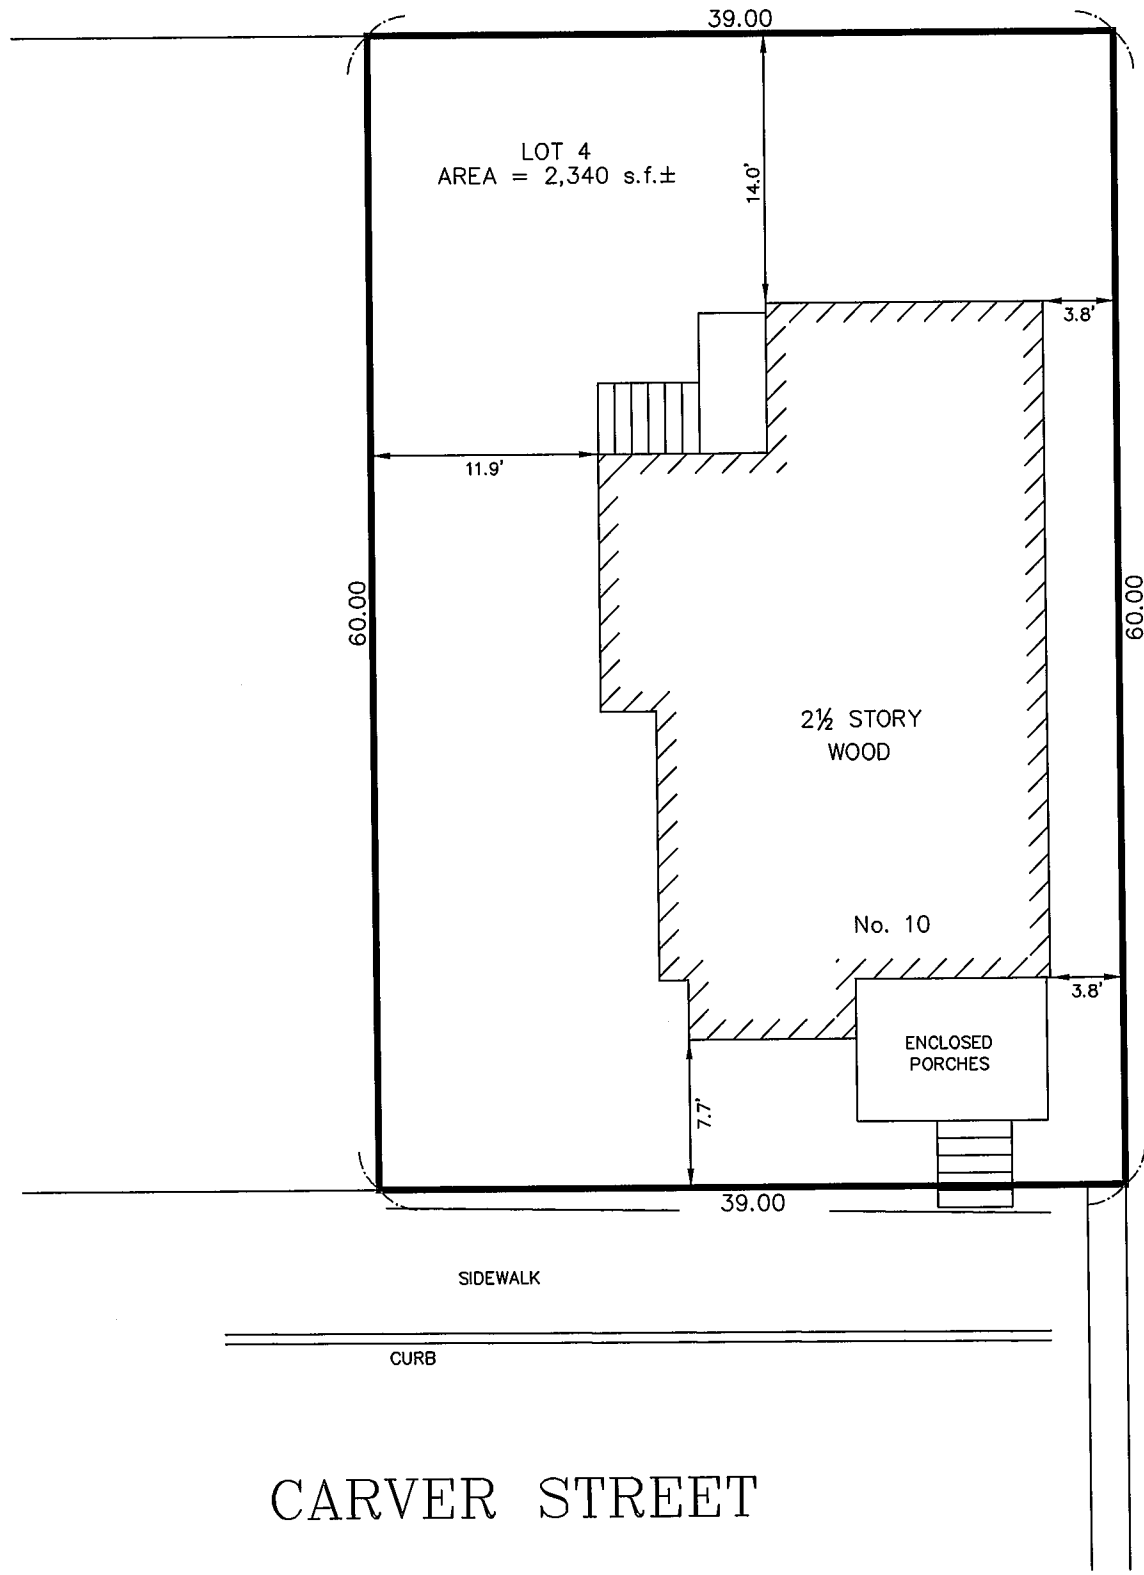 39.00
LOT 4
AREA = 2,340 s.f.±
14.0'
3.8'
11.9'
60.00
60.00
2½ STORY
WOOD
No. 10
3.8'
ENCLOSED
PORCHES
7.7'
39.00
SIDEWALK
CURB
CARVER STREET